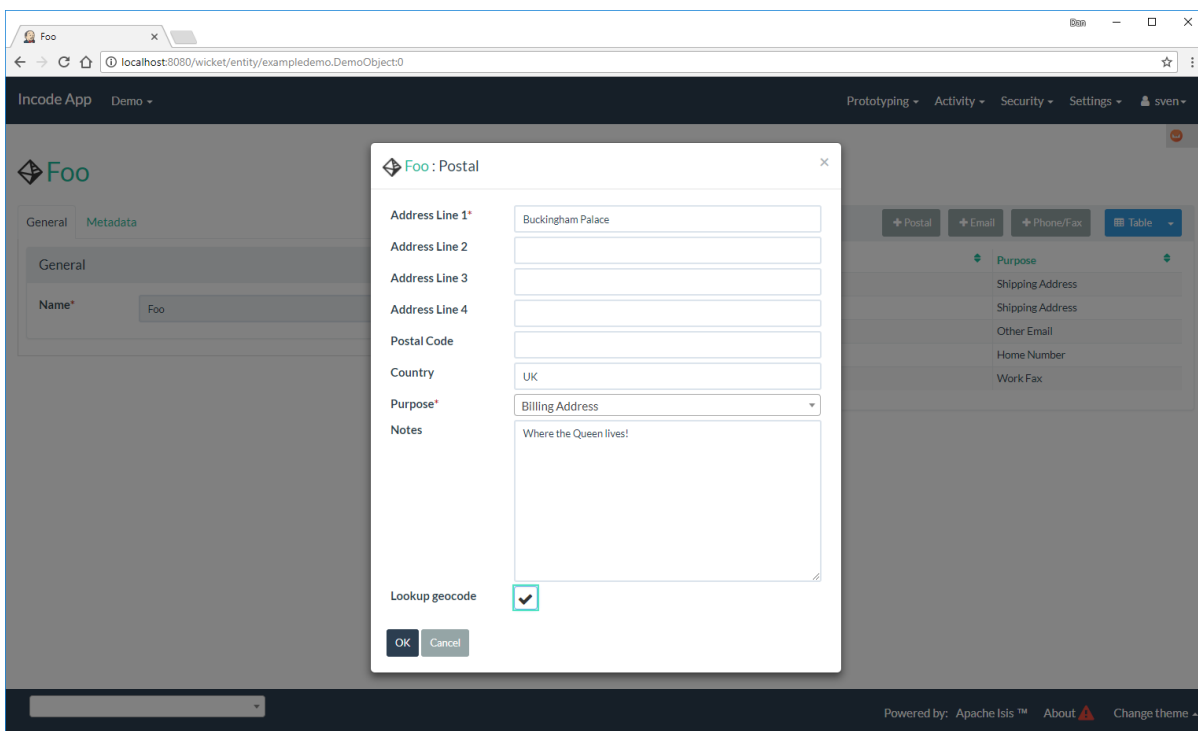 Dan
Foo
localhost:8080/wicket/entity/exampledemo.DemoObject:0
Incode App Demo Prototyping Activity Security Settings sven
Foo
General Metadata
General
Name* Foo
+ Postal + Email + Phone/Fax Table
Purpose
Shipping Address
Shipping Address
Other Email
Home Number
Work Fax
Foo : Postal ×
Address Line 1* Buckingham Palace
Address Line 2
Address Line 3
Address Line 4
Postal Code
Country UK
Purpose* Billing Address
Notes Where the Queen lives!
Lookup geocode
OK Cancel
Powered by: Apache Isis ™ About Change theme